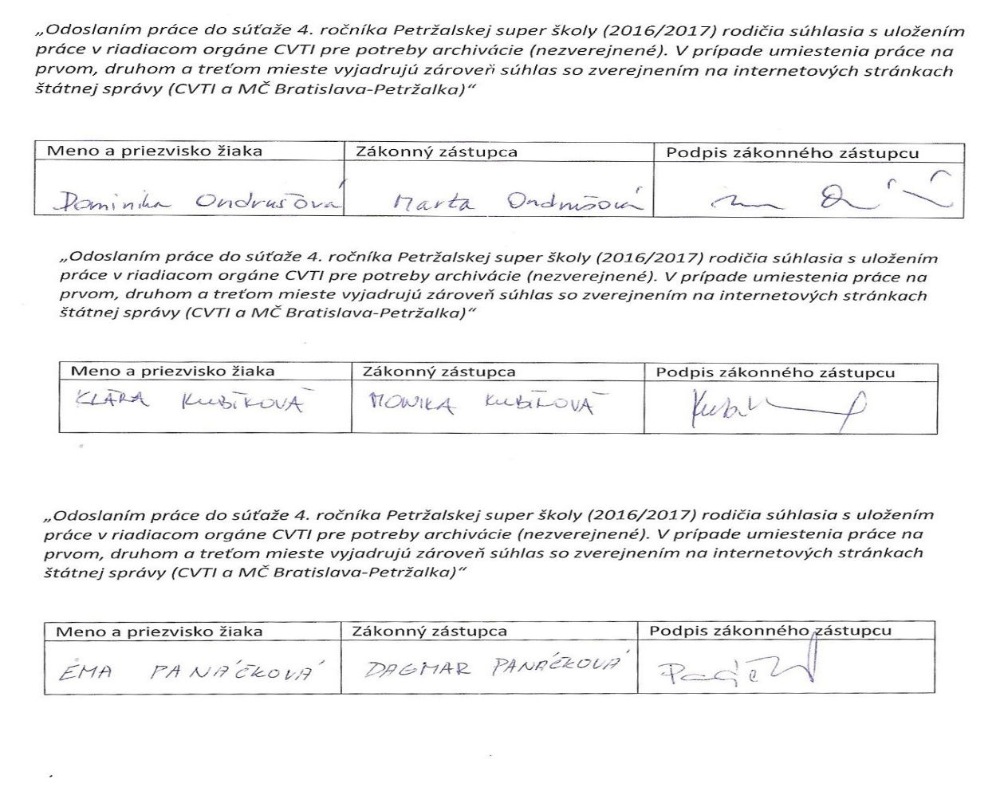 „Odoslaním práce do súťaže 4. ročníka Petržalskej super školy (2016/2017) rodičia súhlasia s uložením
práce v riadiacom orgáne CVTI pre potreby archivácie (nezverejnené). V prípade umiestenia práce na
prvom, druhom a treťom mieste vyjadrujú zároveň súhlas so zverejnením na internetových stránkach
štátnej správy (CVTI a MČ Bratislava-Petržalka)“
Meno a priezvisko žiaka Zákonný zástupca Podpis zákonného zástupcu
Dominika Ondrušová Marta Ondrušová
„Odoslaním práce do súťaže 4. ročníka Petržalskej super školy (2016/2017) rodičia súhlasia s uložením
práce v riadiacom orgáne CVTI pre potreby archivácie (nezverejnené). V prípade umiestenia práce na
prvom, druhom a treťom mieste vyjadrujú zároveň súhlas so zverejnením na internetových stránkach
štátnej správy (CVTI a MČ Bratislava-Petržalka)“
Meno a priezvisko žiaka Zákonný zástupca Podpis zákonného zástupcu
KLÁRA KUBÍKOVÁ MONIKA KUBÍKOVÁ
„Odoslaním práce do súťaže 4. ročníka Petržalskej super školy (2016/2017) rodičia súhlasia s uložením
práce v riadiacom orgáne CVTI pre potreby archivácie (nezverejnené). V prípade umiestenia práce na
prvom, druhom a treťom mieste vyjadrujú zároveň súhlas so zverejnením na internetových stránkach
štátnej správy (CVTI a MČ Bratislava-Petržalka)“
Meno a priezvisko žiaka Zákonný zástupca Podpis zákonného zástupcu
EMA PANÁČKOVÁ DAGMAR PANÁČKOVÁ